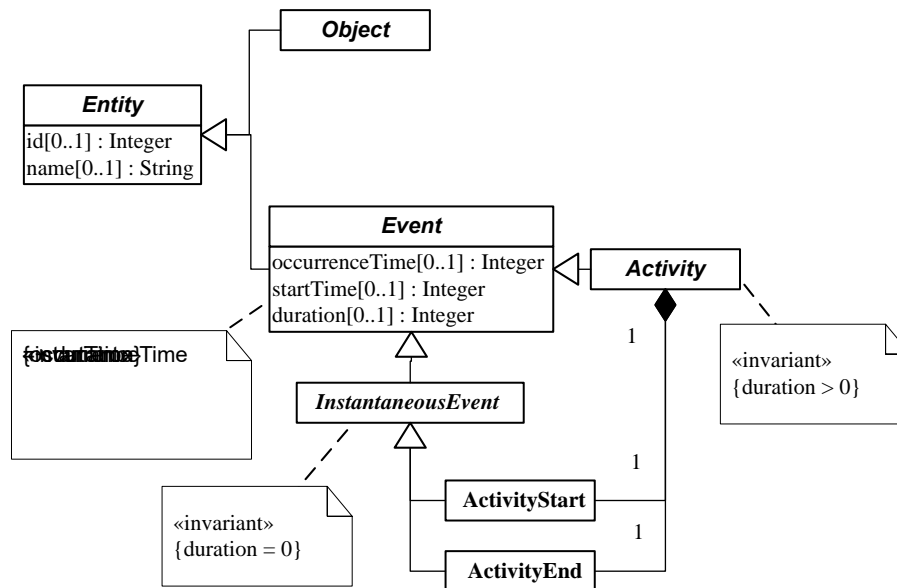 Object
Entity
id[0..1] : Integer
name[0..1] : String
Event
occurrenceTime[0..1] : Integer
startTime[0..1] : Integer
duration[0..1] : Integer
Activity
1
«invariant»
{duration > 0}
InstantaneousEvent
1
ActivityStart
«invariant»
{duration = 0}
1
ActivityEnd